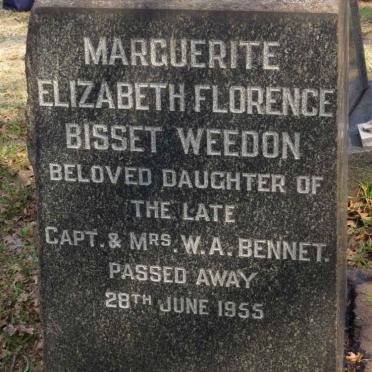 MARGUERITE
ELIZABETH FLORENCE
BISSET WEEDON
BELOVED DAUGHTER OF
THE LATE
CAPT. & MRS. W. A. BENNET.
PASSED AWAY
28TH JUNE 1955